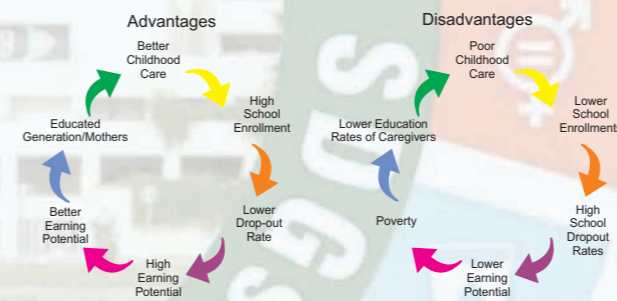 Advantages
Better
Childhood
Care
High
School
Enrollment
Lower
Drop-out
Rate
High
Earning
Potential
Better
Earning
Potential
Educated
Generation/Mothers
Disadvantages
Poor
Childhood
Care
Lower
School
Enrollment
High
School
Dropout
Rates
Lower
Earning
Potential
Poverty
Lower Education
Rates of Caregivers
SDGS